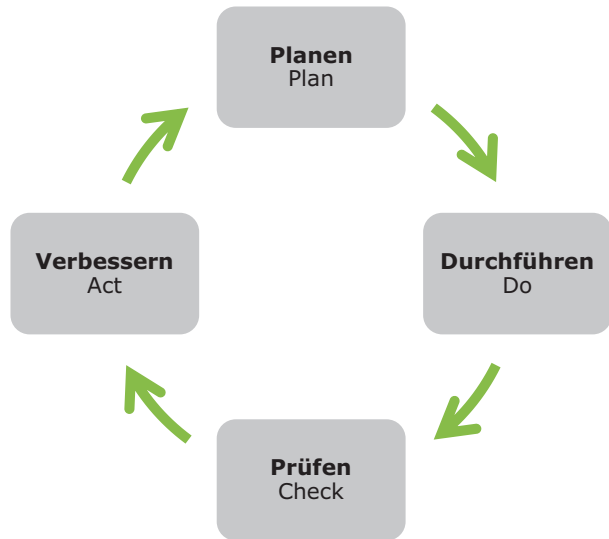 Planen
Plan
Durchführen
Do
Prüfen
Check
Verbessern
Act